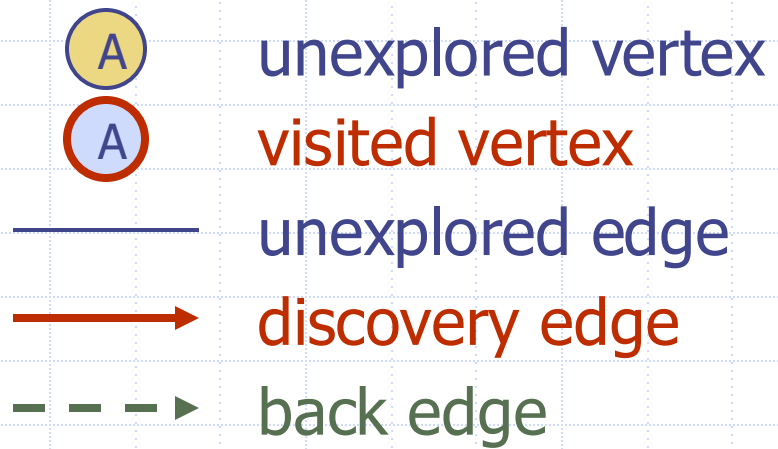 A unexplored vertex
A visited vertex
unexplored edge
discovery edge
back edge